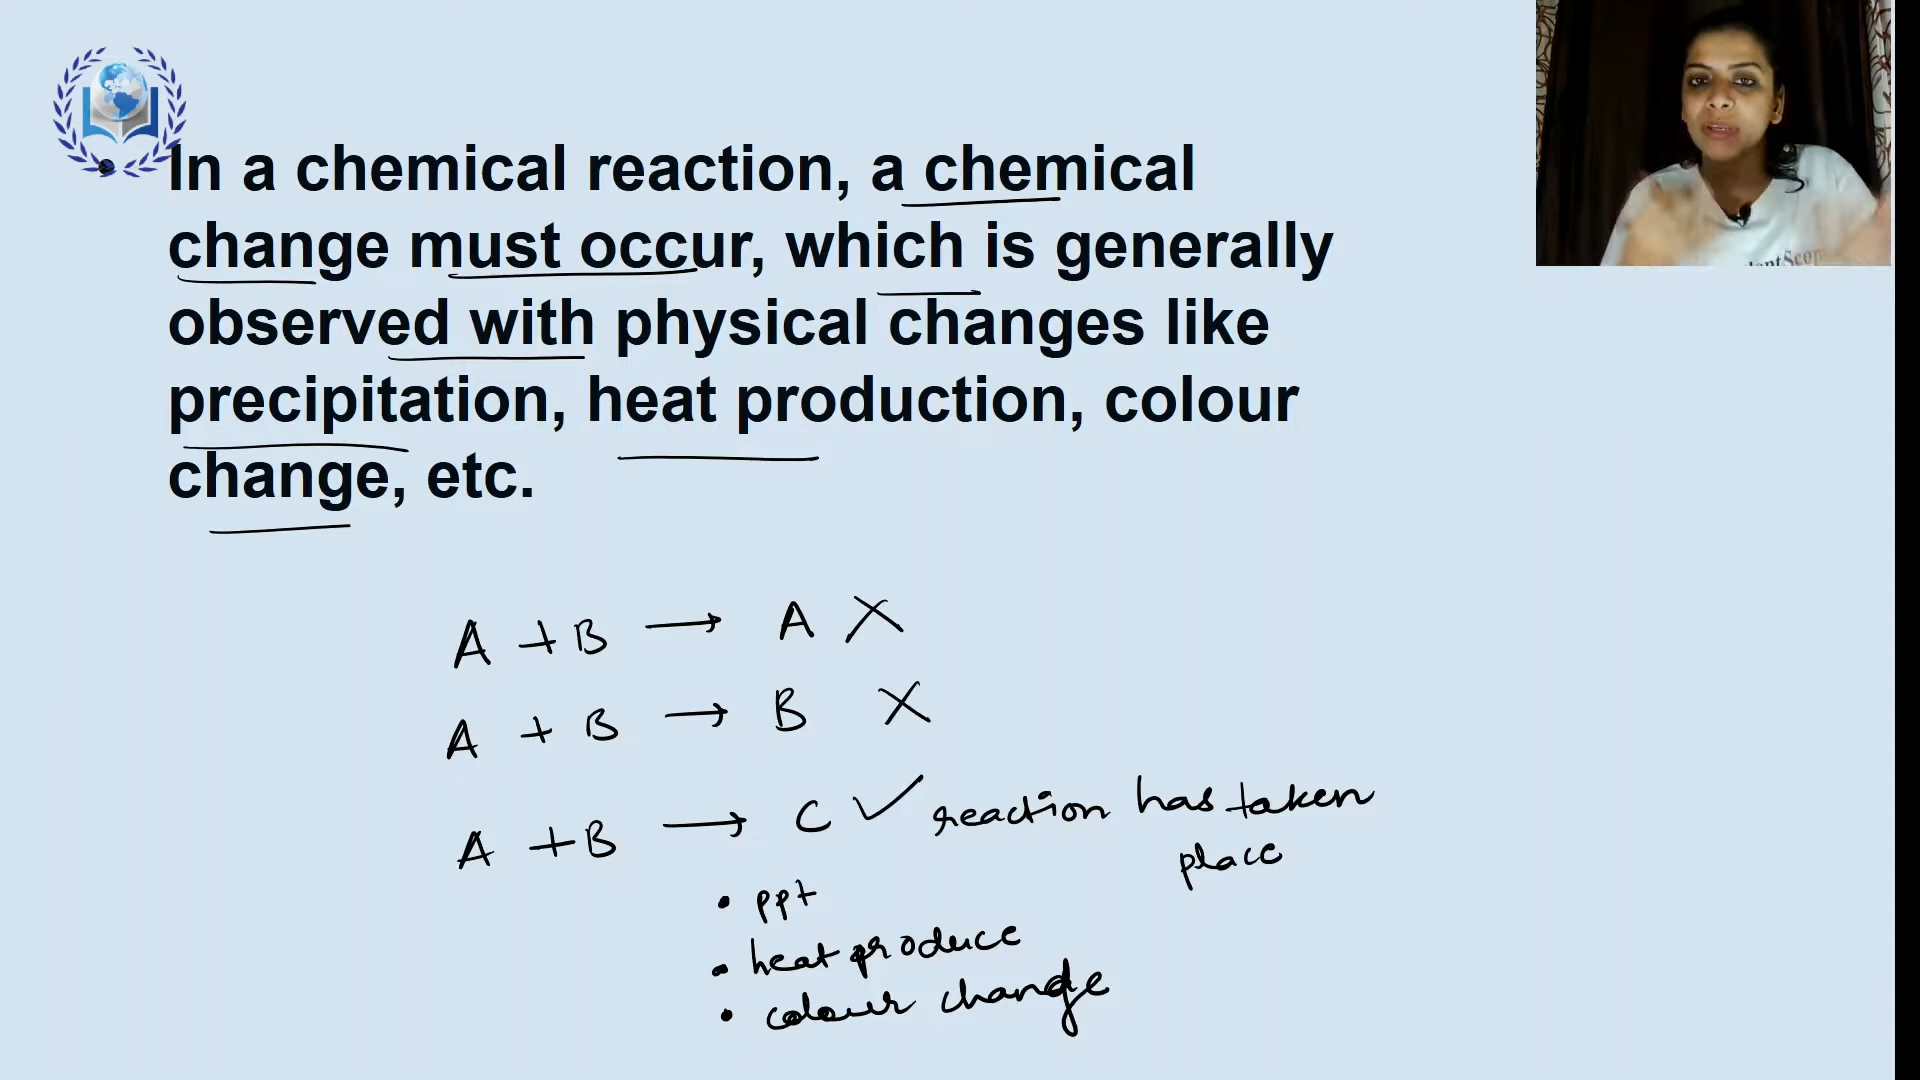 • In a chemical reaction, a chemical
change must occur, which is generally
observed with physical changes like
precipitation, heat production, colour
change, etc.
A + B → A X
A + B → B X
A + B → C ✓ reaction has taken
place
• ppt
• heat produce
• colour change